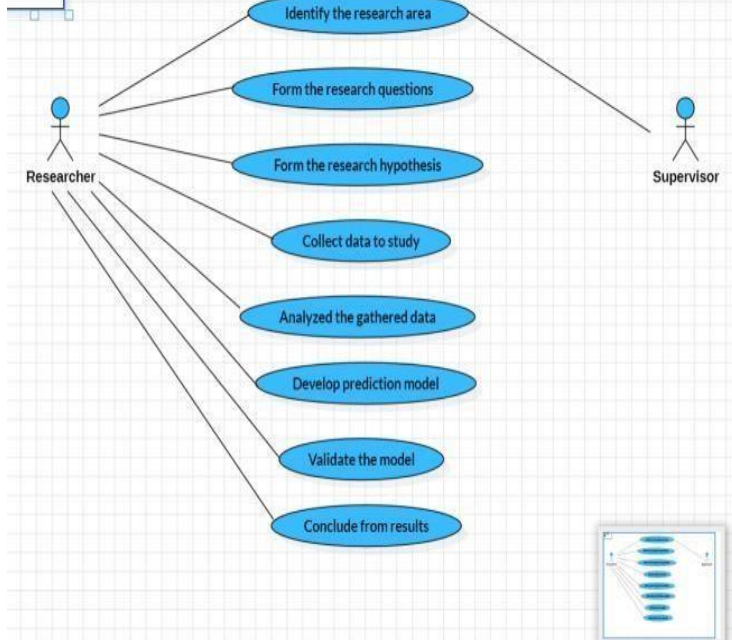 Identify the research area
Form the research questions
Form the research hypothesis
Researcher
Supervisor
Collect data to study
Analyzed the gathered data
Develop prediction model
Validate the model
Conclude from results